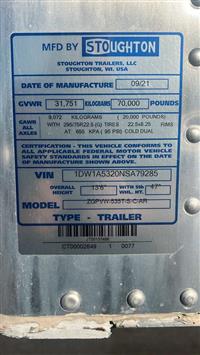 MFD BY STOUGHTON
STOUGHTON TRAILERS, LLC
STOUGHTON, WI. USA
DATE OF MANUFACTURE 09/21
GVWR 31,751 KILOGRAMS 70,000 POUNDS
GAWR ALL AXLES 9,072 KILOGRAMS ( 20,000 POUNDS )
WITH 295/75R22.5 (G) TIRES 22.5x8.25 RIMS
AT 655 KPA ( 95 PSI) COLD DUAL
CERTIFICATION - THIS VEHICLE CONFORMS TO
ALL APPLICABLE FEDERAL MOTOR VEHICLE
SAFETY STANDARDS IN EFFECT ON THE DATE
OF MANUFACTURE SHOWN ABOVE.
VIN 1DW1A5320NSA79285
OVERALL HEIGHT 13'6" WITH 5th WHL. HT. 47"
MODEL ZGPVW-535T-S-C-AR
TYPE - TRAILER
CT00002649 1 0077